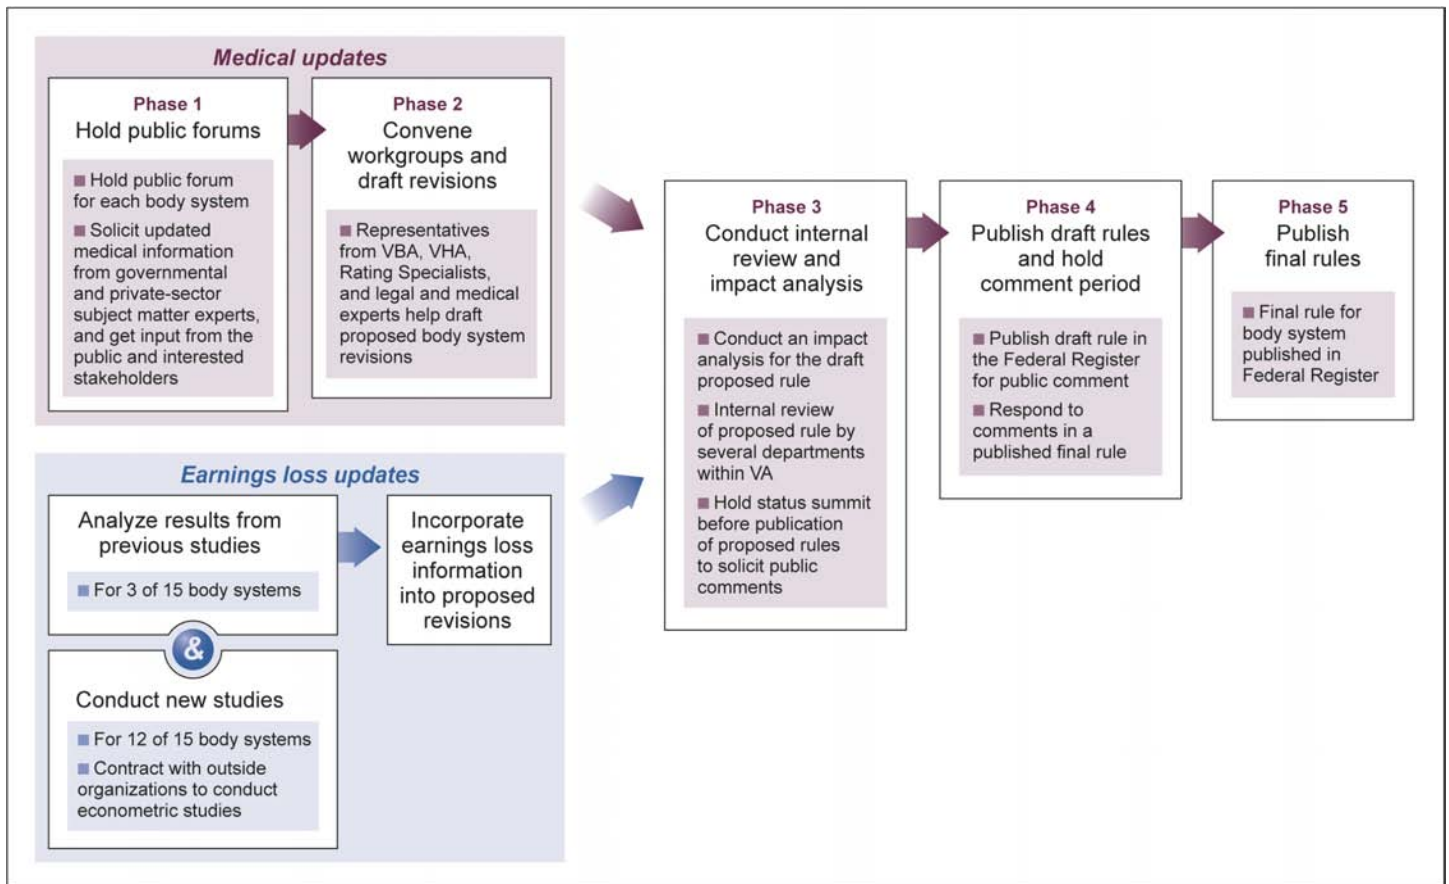 Medical updates
Phase 1
Hold public forums
■ Hold public forum
for each body system
■ Solicit updated
medical information
from governmental
and private-sector
subject matter experts,
and get input from the
public and interested
stakeholders
Phase 2
Convene
workgroups and
draft revisions
■ Representatives
from VBA, VHA,
Rating Specialists,
and legal and medical
experts help draft
proposed body system
revisions
Earnings loss updates
Analyze results from
previous studies
■ For 3 of 15 body systems
&
Conduct new studies
■ For 12 of 15 body systems
■ Contract with outside
organizations to conduct
econometric studies
Incorporate
earnings loss
information
into proposed
revisions
Phase 3
Conduct internal
review and
impact analysis
■ Conduct an impact
analysis for the draft
proposed rule
■ Internal review
of proposed rule by
several departments
within VA
■ Hold status summit
before publication
of proposed rules
to solicit public
comments
Phase 4
Publish draft rules
and hold
comment period
■ Publish draft rule in
the Federal Register
for public comment
■ Respond to
comments in a
published final rule
Phase 5
Publish
final rules
■ Final rule for
body system
published in
Federal Register